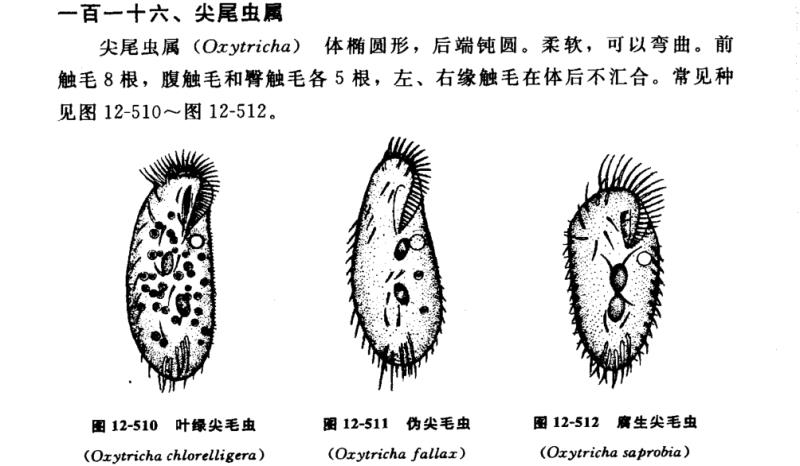 一百一十六、尖尾虫属
尖尾虫属（Oxytricha） 体椭圆形，后端钝圆。柔软，可以弯曲。前
触毛8根，腹触毛和臀触毛各5根，左、右缘触毛在体后不汇合。常见种
见图12-510～图12-512。
图 12-510 叶绿尖毛虫
（Oxytricha chlorelligera）
图 12-511 伪尖毛虫
（Oxytricha fallax）
图 12-512 腐生尖毛虫
（Oxytricha saprobia）